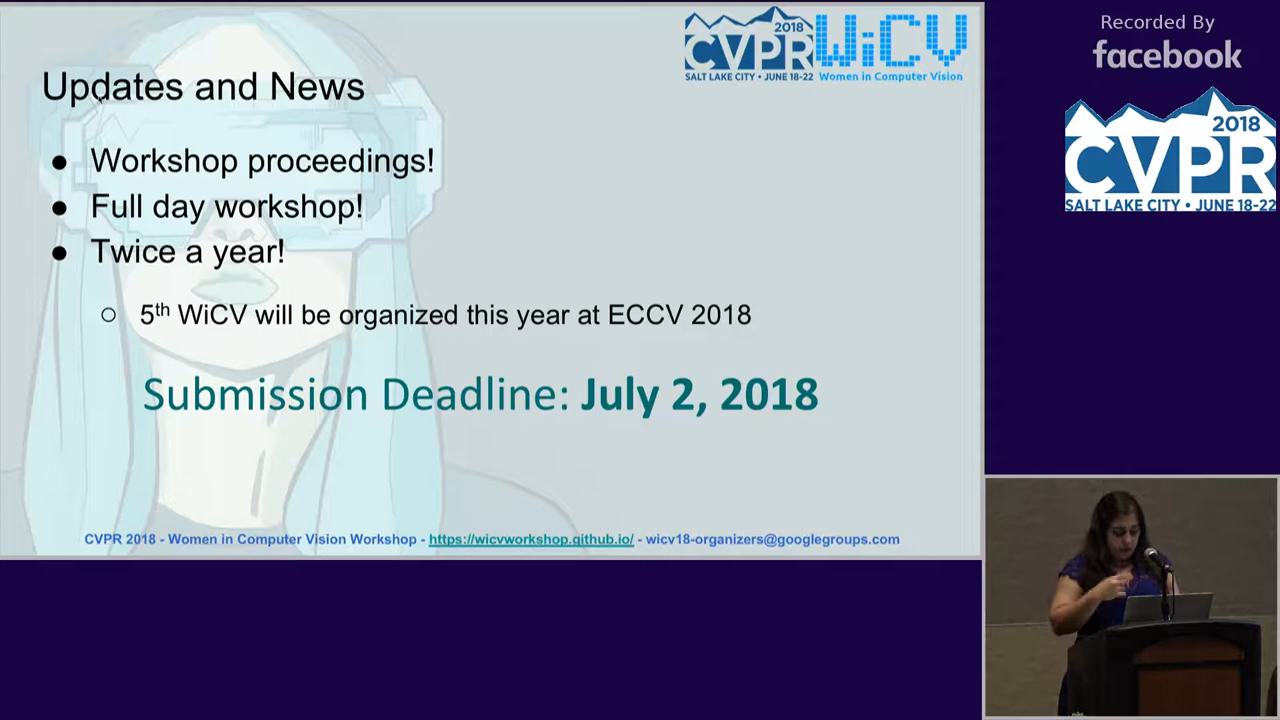 2018
CVPR
SALT LAKE CITY • JUNE 18-22
WiCV
Women in Computer Vision
Recorded By
facebook
2018
CVPR
SALT LAKE CITY • JUNE 18-22
Updates and News
● Workshop proceedings!
● Full day workshop!
● Twice a year!
○ 5th WiCV will be organized this year at ECCV 2018
Submission Deadline: July 2, 2018
CVPR 2018 - Women in Computer Vision Workshop - https://wicvworkshop.github.io/ - wicv18-organizers@googlegroups.com